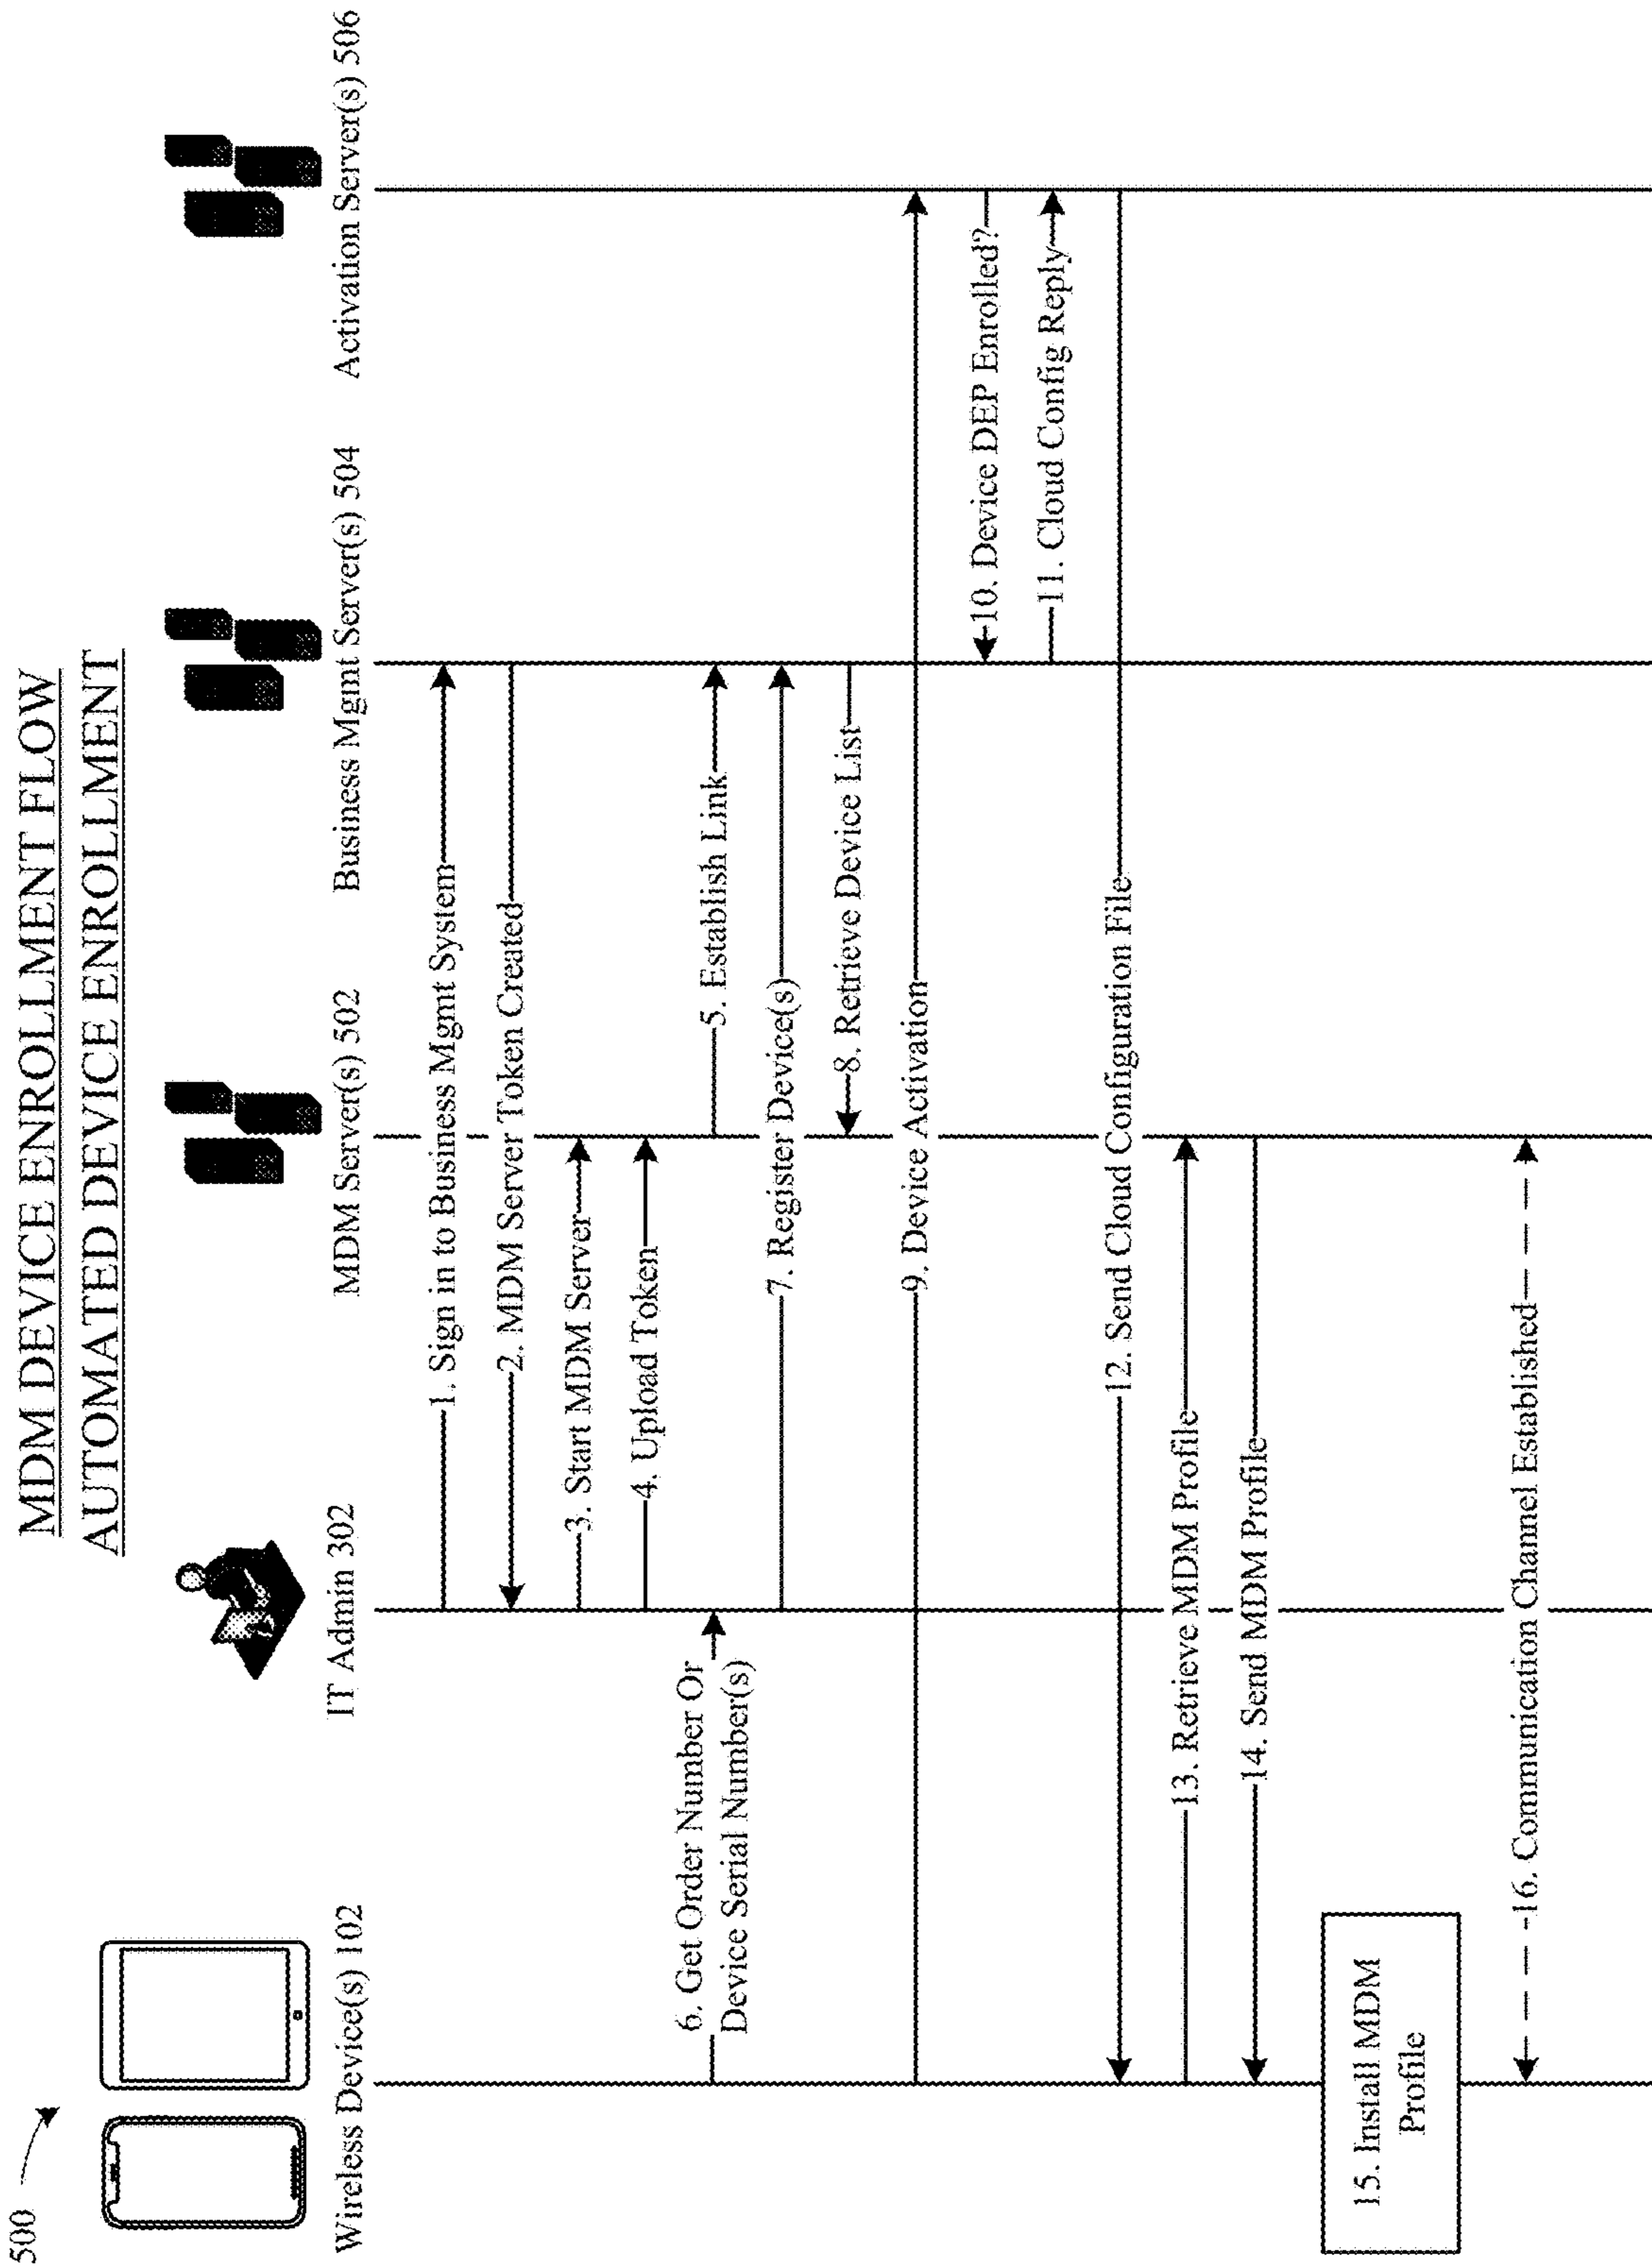 500
MDM DEVICE ENROLLMENT FLOW
AUTOMATED DEVICE ENROLLMENT
Wireless Device(s) 102
IT Admin 302
MDM Server(s) 502
Business Mgmt Server(s) 504
Activation Server(s) 506
1. Sign in to Business Mgmt System
2. MDM Server Token Created
3. Start MDM Server
4. Upload Token
5. Establish Link
6. Get Order Number Or
Device Serial Number(s)
7. Register Device(s)
8. Retrieve Device List
9. Device Activation
10. Device DEP Enrolled?
11. Cloud Config Reply
12. Send Cloud Configuration File
13. Retrieve MDM Profile
14. Send MDM Profile
15. Install MDM
Profile
16. Communication Channel Established